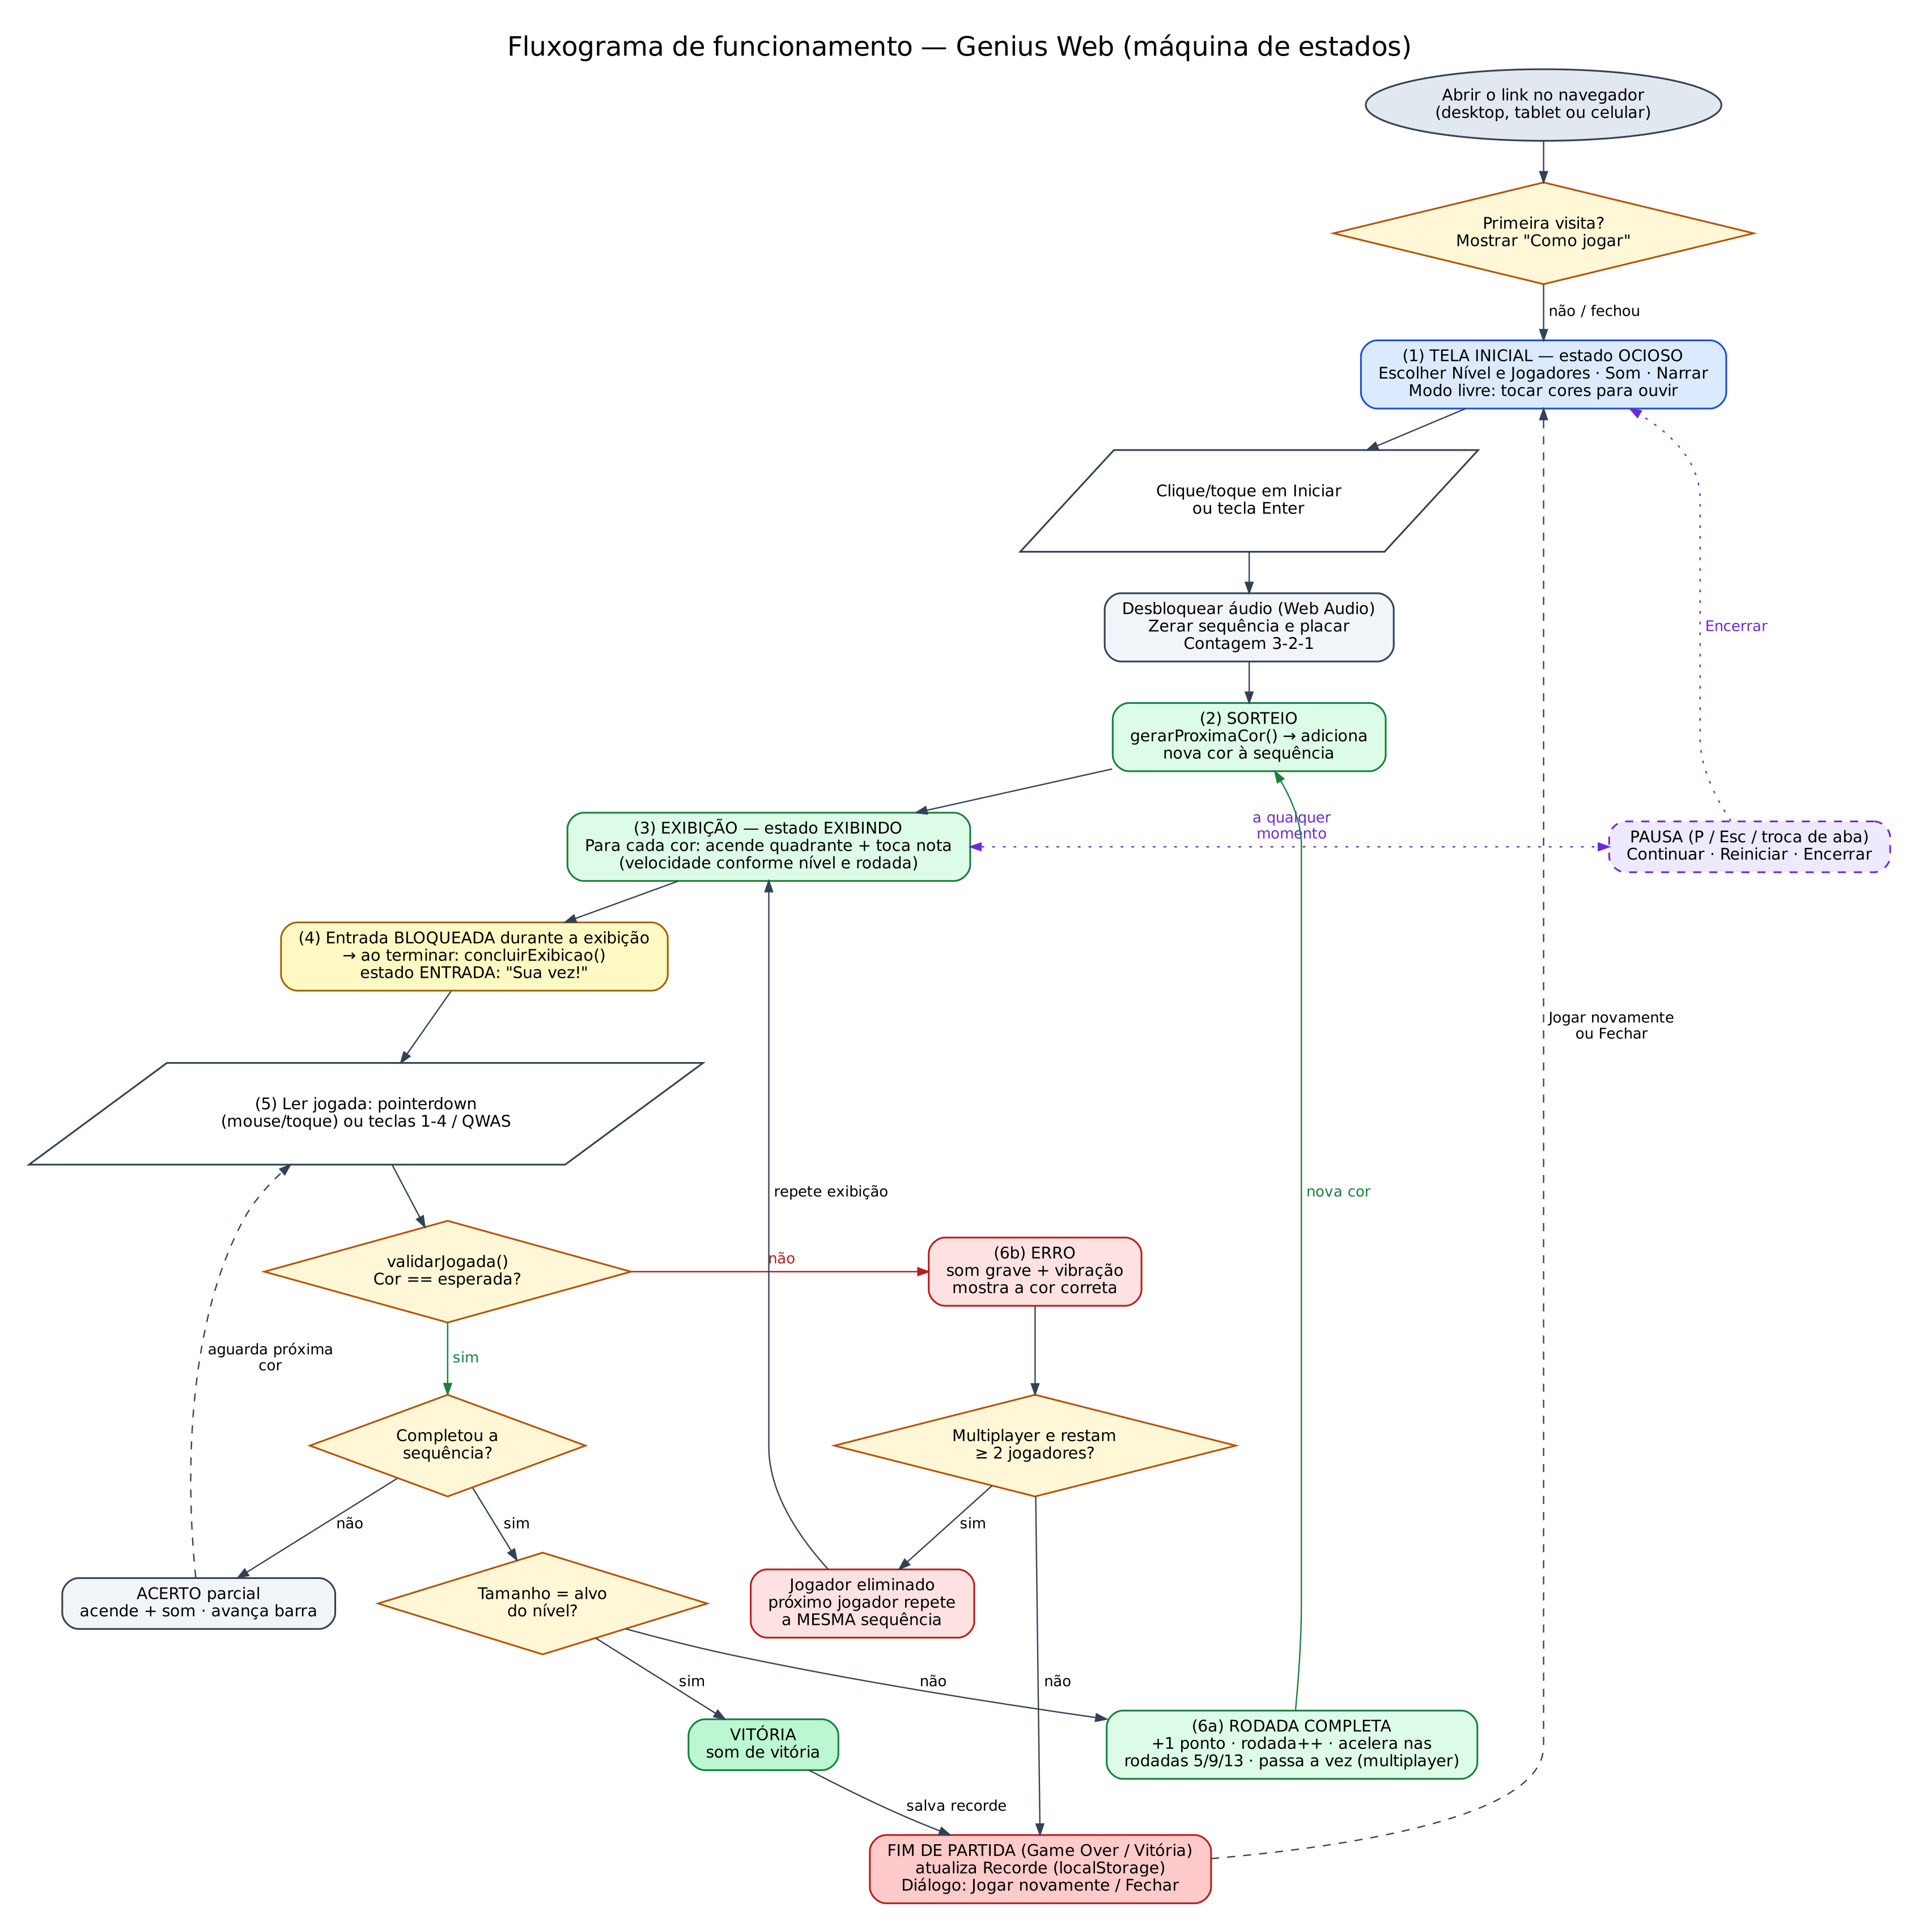 Fluxograma de funcionamento — Genius Web (máquina de estados)
Abrir o link no navegador
(desktop, tablet ou celular)
Primeira visita?
Mostrar "Como jogar"
não / fechou
(1) TELA INICIAL — estado OCIOSO
Escolher Nível e Jogadores · Som · Narrar
Modo livre: tocar cores para ouvir
Clique/toque em Iniciar
ou tecla Enter
Desbloquear áudio (Web Audio)
Zerar sequência e placar
Contagem 3-2-1
Encerrar
(2) SORTEIO
gerarProximaCor() → adiciona
nova cor à sequência
(3) EXIBIÇÃO — estado EXIBINDO
Para cada cor: acende quadrante + toca nota
(velocidade conforme nível e rodada)
a qualquer
momento
PAUSA (P / Esc / troca de aba)
Continuar · Reiniciar · Encerrar
(4) Entrada BLOQUEADA durante a exibição
→ ao terminar: concluirExibicao()
estado ENTRADA: "Sua vez!"
Jogar novamente
ou Fechar
(5) Ler jogada: pointerdown
(mouse/toque) ou teclas 1-4 / QWAS
repete exibição
nova cor
validarJogada()
Cor == esperada?
não
(6b) ERRO
som grave + vibração
mostra a cor correta
sim
aguarda próxima
cor
Completou a
sequência?
Multiplayer e restam
≥ 2 jogadores?
não
sim
sim
ACERTO parcial
acende + som · avança barra
Tamanho = alvo
do nível?
Jogador eliminado
próximo jogador repete
a MESMA sequência
sim
não
não
VITÓRIA
som de vitória
(6a) RODADA COMPLETA
+1 ponto · rodada++ · acelera nas
rodadas 5/9/13 · passa a vez (multiplayer)
salva recorde
FIM DE PARTIDA (Game Over / Vitória)
atualiza Recorde (localStorage)
Diálogo: Jogar novamente / Fechar